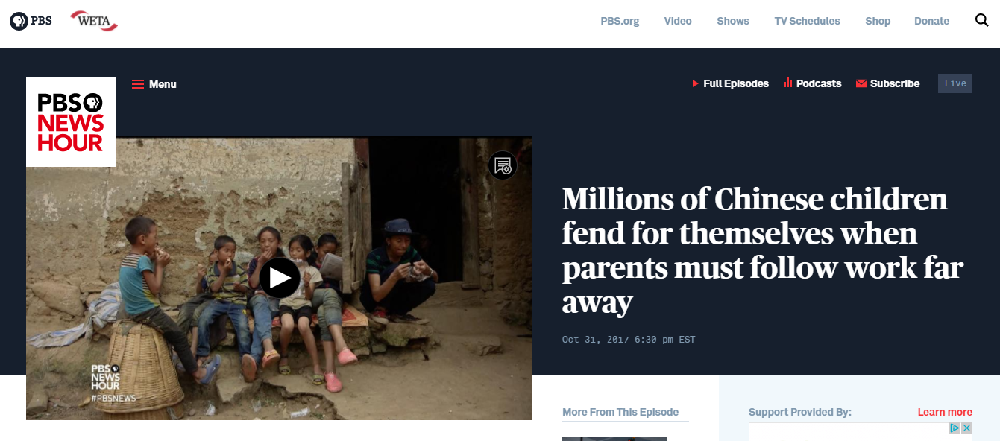 PBS WETA PBS.org Video Shows TV Schedules Shop Donate
PBS
NEWS
HOUR
Menu
Full Episodes Podcasts Subscribe Live
Millions of Chinese children
fend for themselves when
parents must follow work far
away
Oct 31, 2017 6:30 pm EST
PBS
NEWS
HOUR
#PBSNEWS
More From This Episode
Support Provided By: Learn more